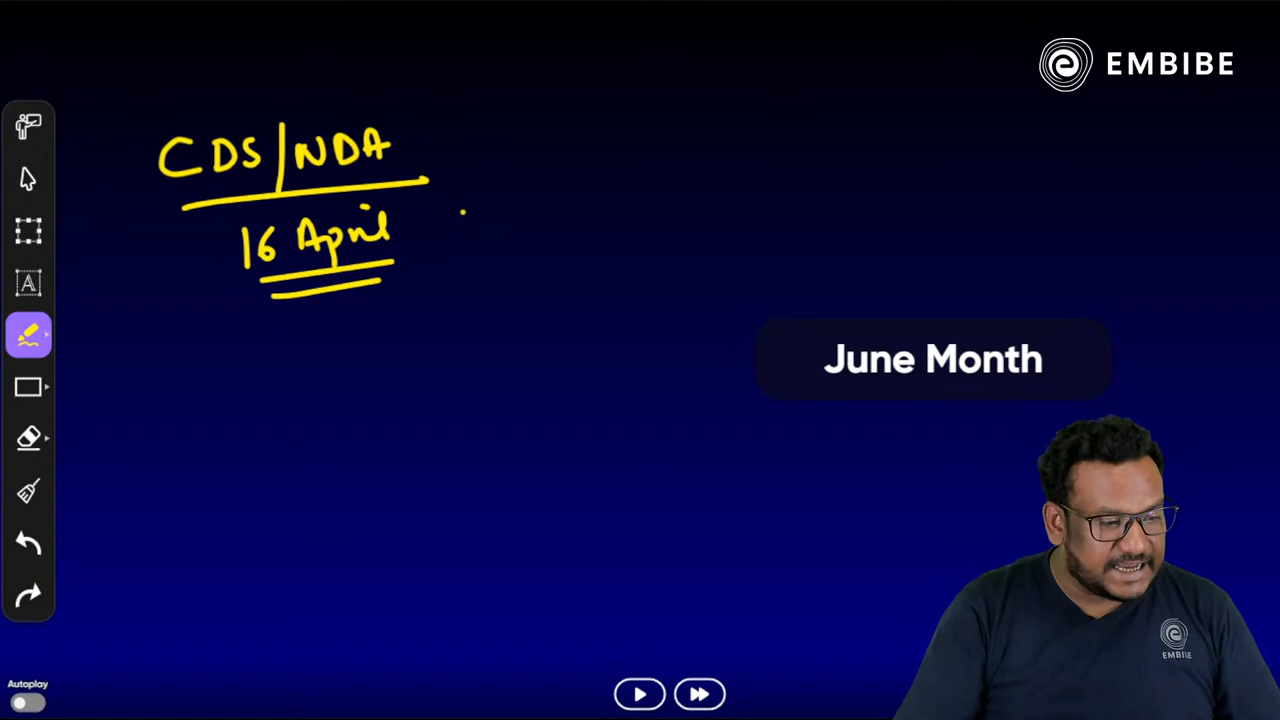 EMBIBE
CDS/NDA
16 April
June Month
EMBIBE
Autoplay